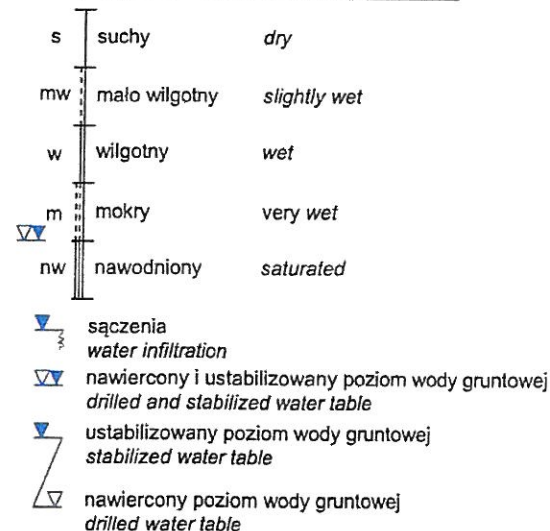 s suchy dry
mw mało wilgotny slightly wet
w wilgotny wet
m mokry very wet
nw nawodniony saturated
sączenia
water infiltration
nawiercony i ustabilizowany poziom wody gruntowej
drilled and stabilized water table
ustabilizowany poziom wody gruntowej
stabilized water table
nawiercony poziom wody gruntowej
drilled water table